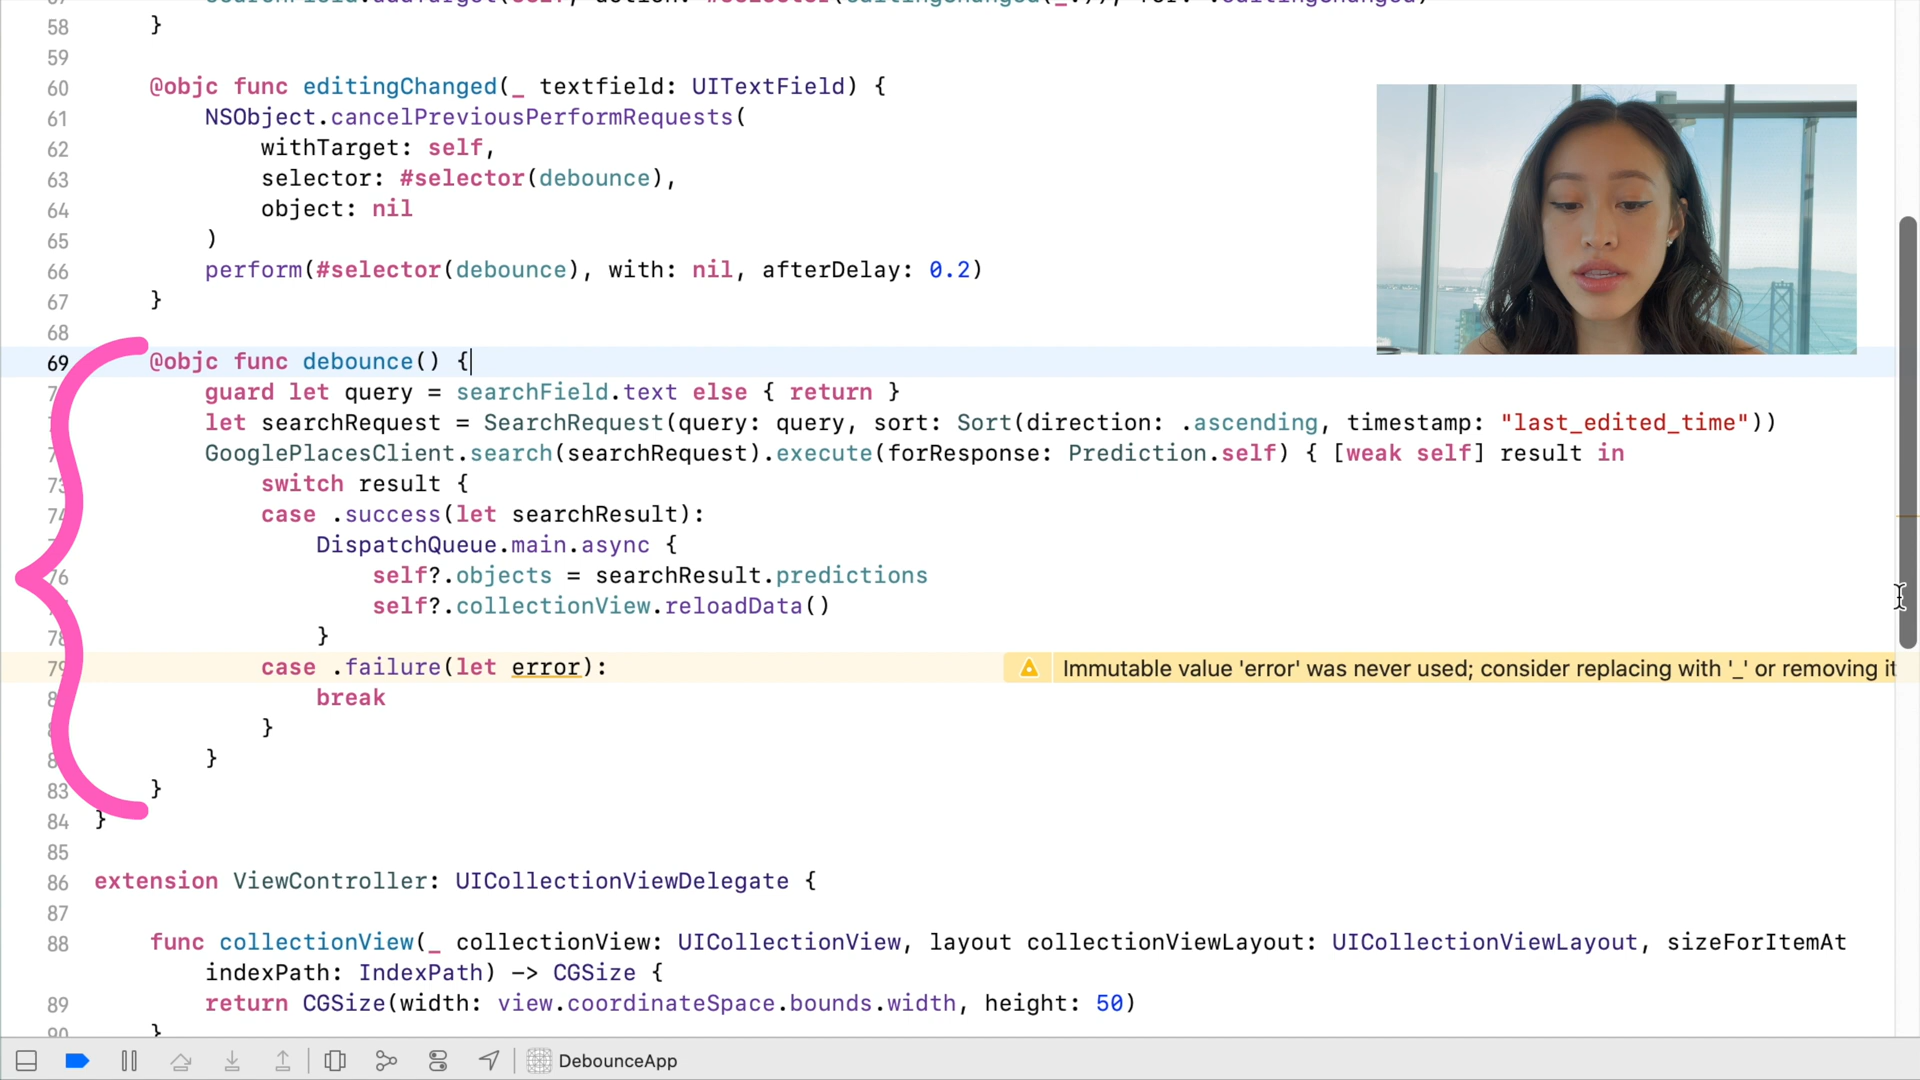 58 }
59
60 @objc func editingChanged(_ textfield: UITextField) {
61 NSObject.cancelPreviousPerformRequests(
62 withTarget: self,
63 selector: #selector(debounce),
64 object: nil
65 )
66 perform(#selector(debounce), with: nil, afterDelay: 0.2)
67 }
68
69 @objc func debounce() {
guard let query = searchField.text else { return }
let searchRequest = SearchRequest(query: query, sort: Sort(direction: .ascending, timestamp: "last_edited_time"))
GooglePlacesClient.search(searchRequest).execute(forResponse: Prediction.self) { [weak self] result in
73 switch result {
74 case .success(let searchResult):
DispatchQueue.main.async {
76 self?.objects = searchResult.predictions
self?.collectionView.reloadData()
78 }
79 case .failure(let error): Immutable value 'error' was never used; consider replacing with '_' or removing it
break
}
}
83 }
84 }
85
86 extension ViewController: UICollectionViewDelegate {
87
88 func collectionView(_ collectionView: UICollectionView, layout collectionViewLayout: UICollectionViewLayout, sizeForItemAt
indexPath: IndexPath) -> CGSize {
89 return CGSize(width: view.coordinateSpace.bounds.width, height: 50)
90 }
DebounceApp